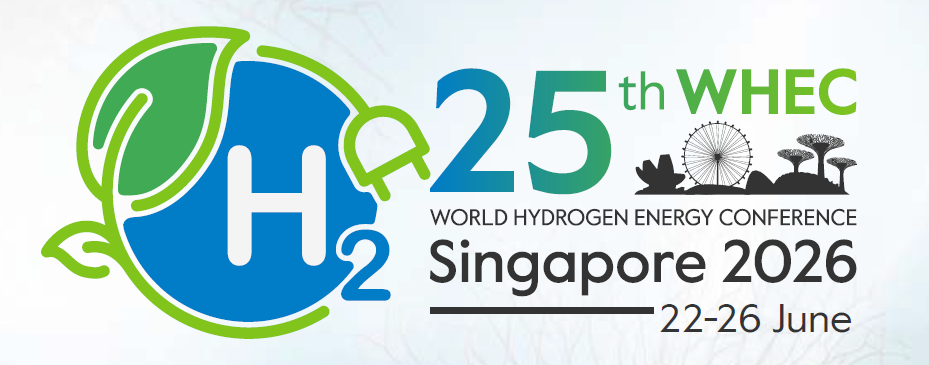 H2
25th WHEC
WORLD HYDROGEN ENERGY CONFERENCE
Singapore 2026
22-26 June